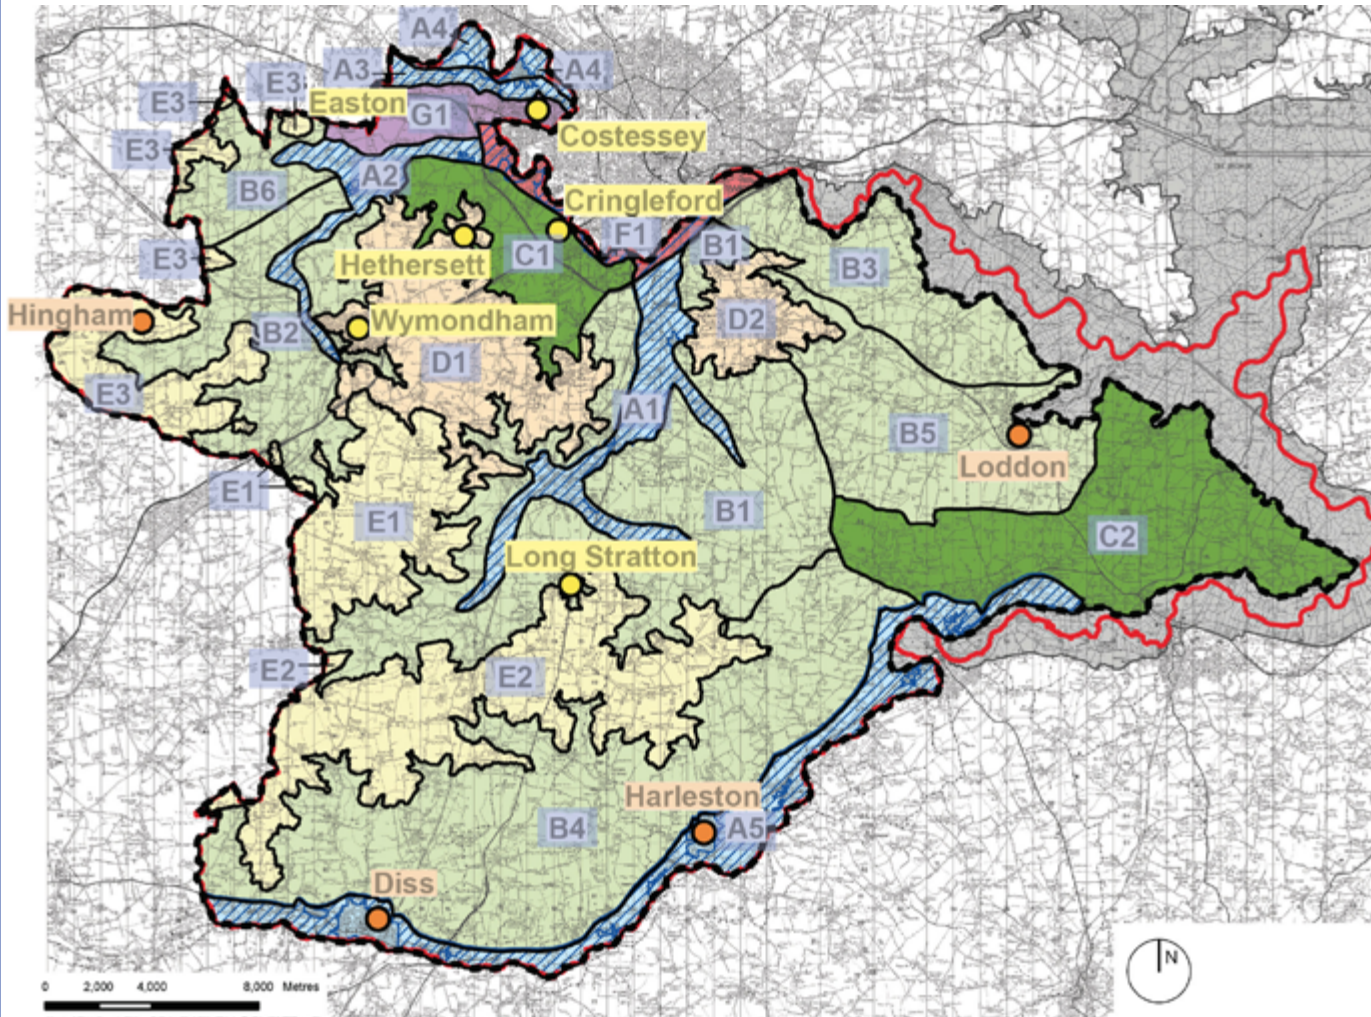 A4
A3
A4
E3
E3
Easton
G1
Costessey
E3
B6
A2
Cringleford
F1
B1
C1
B3
E3
Hethersett
Hingham
Wymondham
D2
B2
D1
E3
A1
B5
Loddon
E1
E1
B1
C2
Long Stratton
E2
E2
Harleston
B4
A5
Diss
N
0 2,000 4,000 8,000 Metres